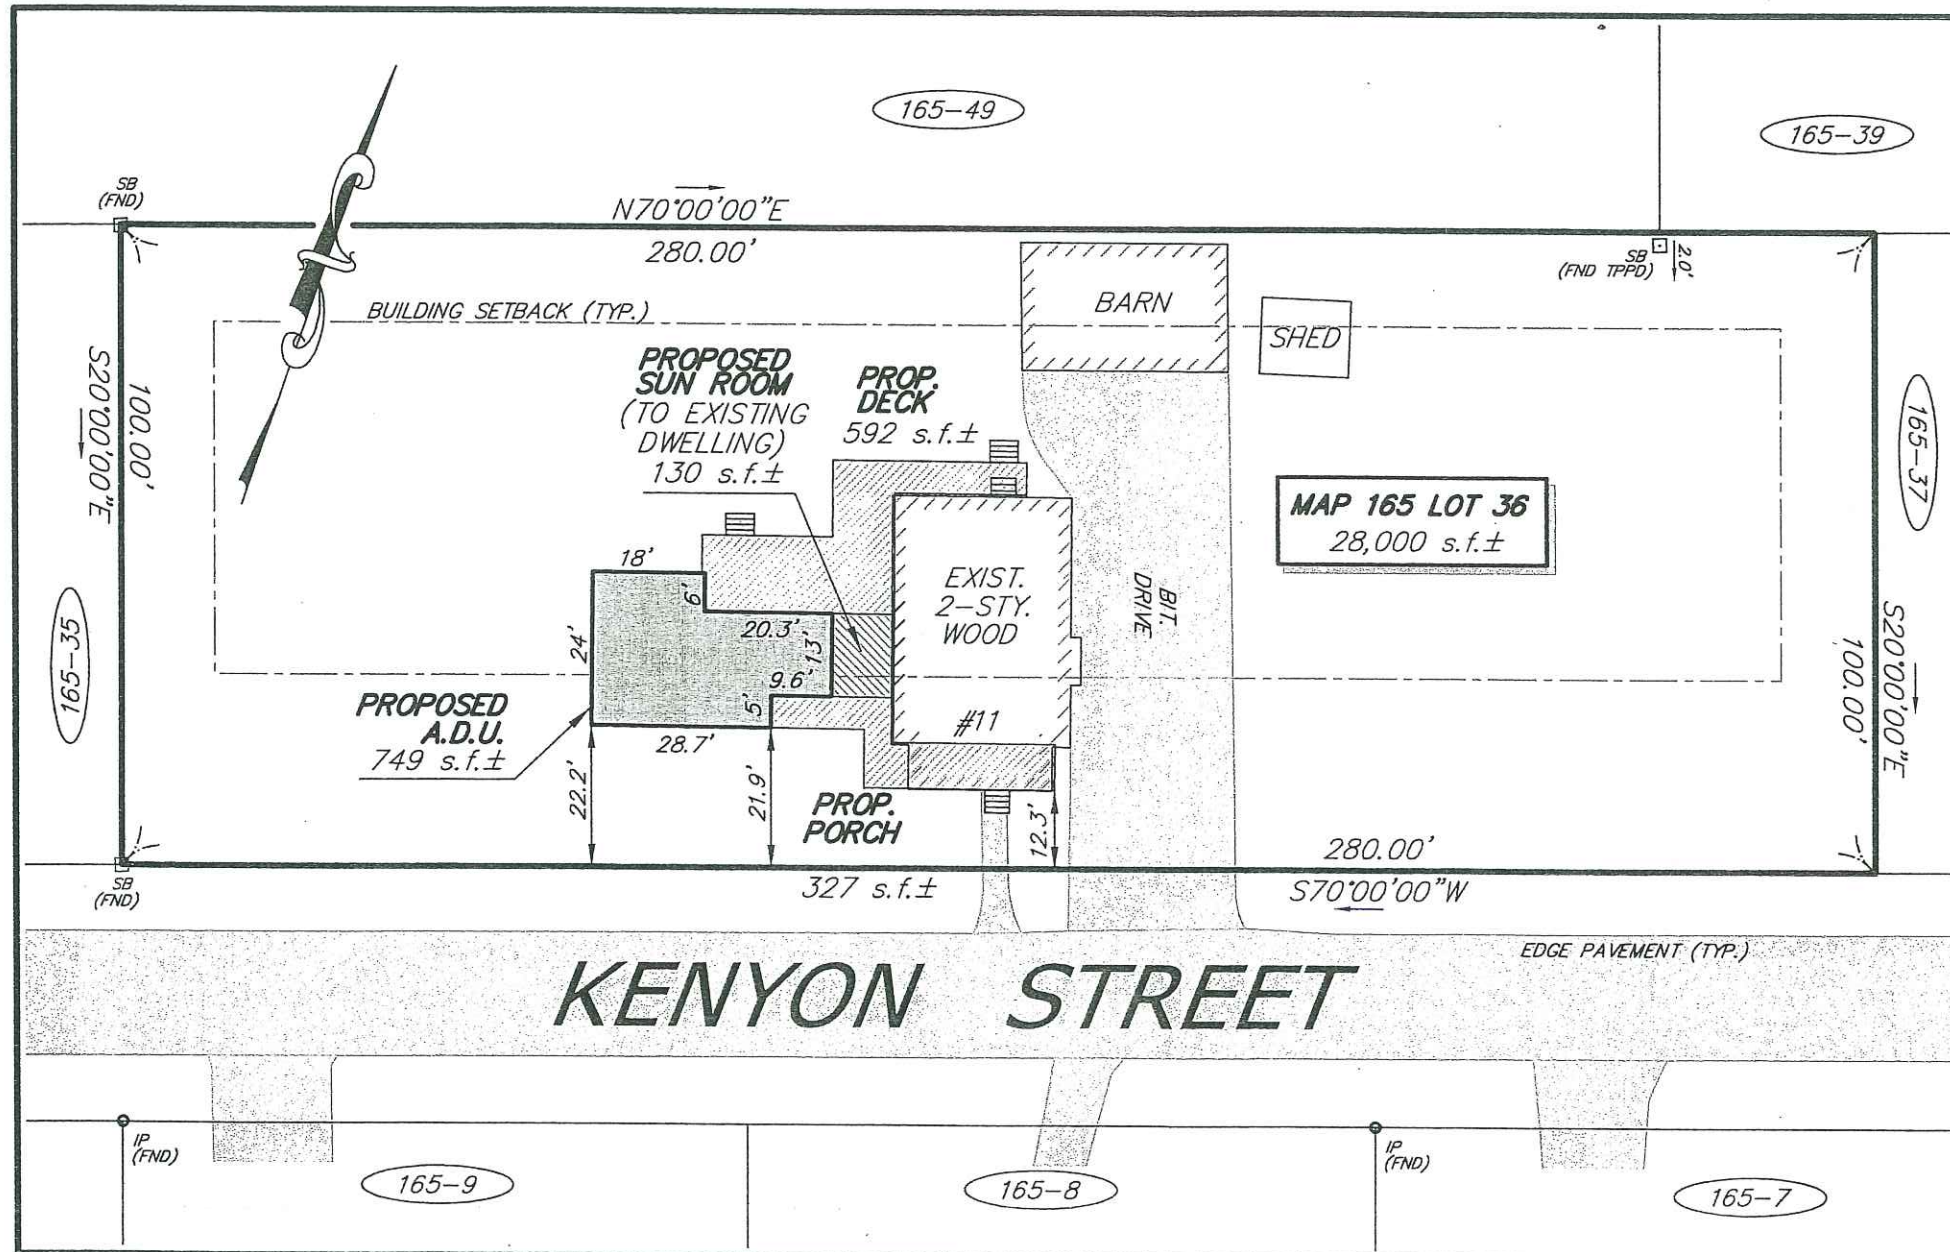 165-49
165-39
SB
(FND)
N70°00'00"E
280.00'
SB
(FND TPPD)
2.0'
BUILDING SETBACK (TYP.)
BARN
SHED
S20°00'00"E
100.00'
PROPOSED
SUN ROOM
(TO EXISTING
DWELLING)
130 s.f.±
PROP.
DECK
592 s.f.±
165-37
MAP 165 LOT 36
28,000 s.f.±
18'
6'
EXIST.
2-STY.
WOOD
BIT.
DRIVE
165-35
24'
20.3'
13'
9.6'
5'
S20°00'00"E
100.00'
PROPOSED
A.D.U.
749 s.f.±
28.7'
#11
22.2'
21.9'
PROP.
PORCH
12.3'
280.00'
SB
(FND)
327 s.f.±
S70°00'00"W
EDGE PAVEMENT (TYP.)
KENYON STREET
IP
(FND)
IP
(FND)
165-9
165-8
165-7